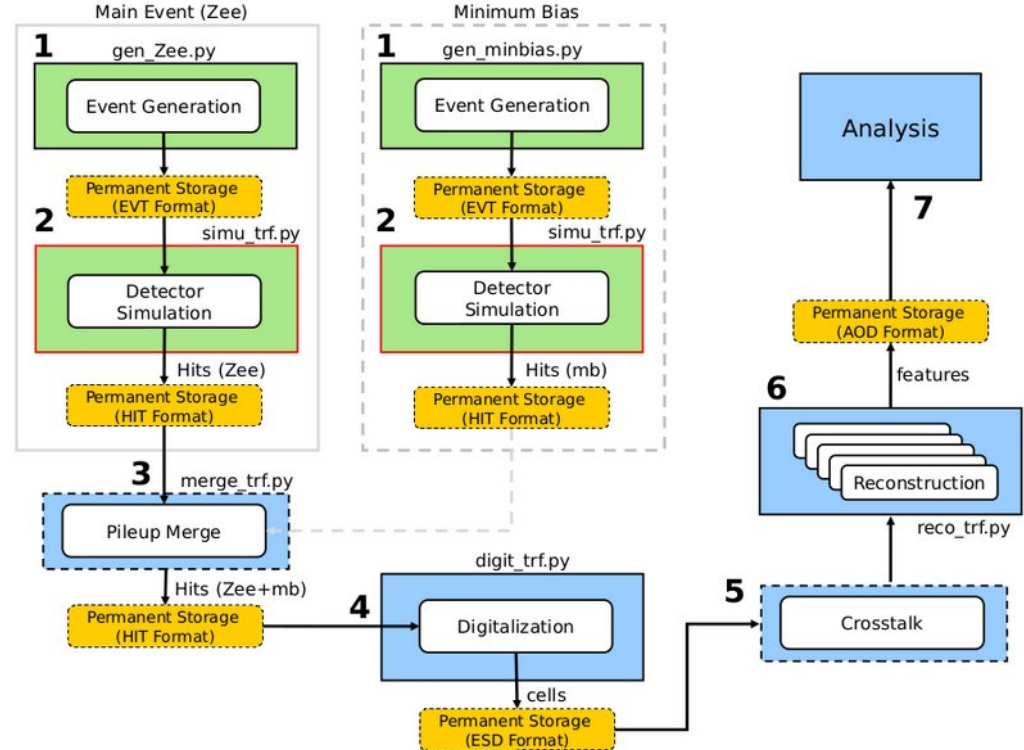 Main Event (Zee)
1
gen_Zee.py
Event Generation
Permanent Storage
(EVT Format)
2
simu_trf.py
Detector
Simulation
Hits (Zee)
Permanent Storage
(HIT Format)
Minimum Bias
1
gen_minbias.py
Event Generation
Permanent Storage
(EVT Format)
2
simu_trf.py
Detector
Simulation
Hits (mb)
Permanent Storage
(HIT Format)
3
merge_trf.py
Pileup Merge
Hits (Zee+mb)
Permanent Storage
(HIT Format)
4
digit_trf.py
Digitalization
cells
Permanent Storage
(ESD Format)
5
Crosstalk
reco_trf.py
6
Reconstruction
features
Permanent Storage
(AOD Format)
7
Analysis